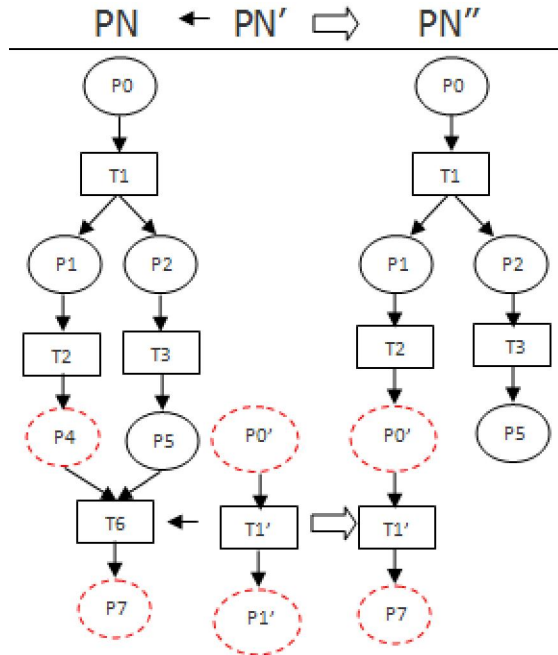 PN PN' PN"
P0 P0
T1 T1
P1 P2 P1 P2
T2 T3 T2 T3
P4 P5 P0' P0' P5
T6 T1' T1'
P7 P1' P7